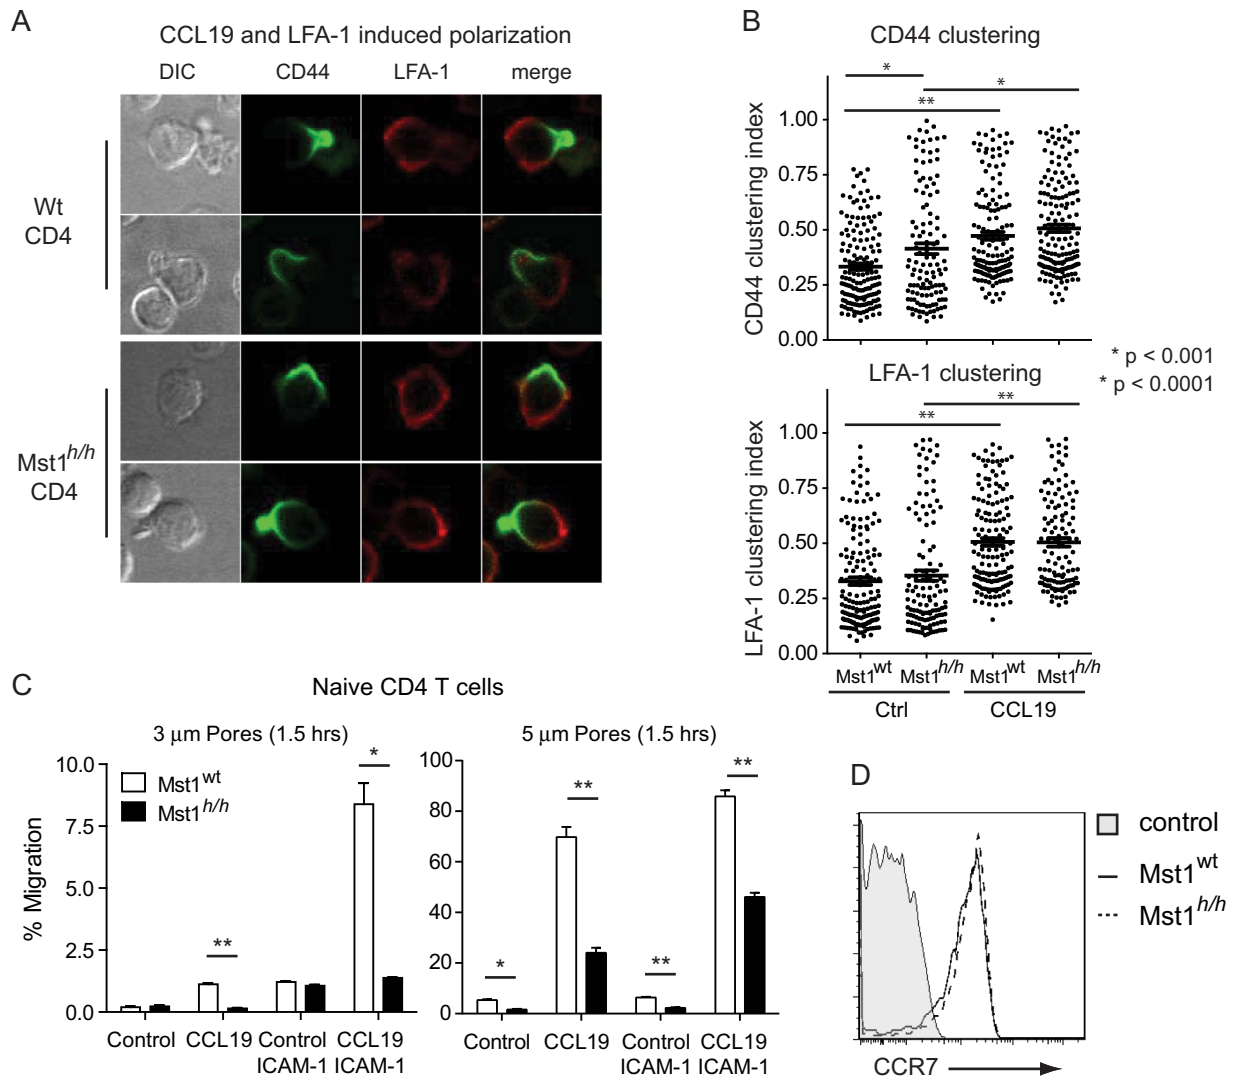 A
CCL19 and LFA-1 induced polarization
DIC CD44 LFA-1 merge
Wt
CD4
Mst1h/h
CD4
B
CD44 clustering
* 
*
**
CD44 clustering index
1.00
0.75
0.50
0.25
0.00
* p < 0.001
* p < 0.0001
LFA-1 clustering
**
**
LFA-1 clustering index
1.00
0.75
0.50
0.25
0.00
Mst1wt Mst1h/h Mst1wt Mst1h/h
Ctrl CCL19
C
Naive CD4 T cells
3 µm Pores (1.5 hrs)
% Migration
10.0
7.5
5.0
2.5
0.0
Mst1wt
Mst1h/h
**
*
Control CCL19 Control ICAM-1 CCL19 ICAM-1
5 µm Pores (1.5 hrs)
100
80
60
40
20
0
*
**
**
**
Control CCL19 Control ICAM-1 CCL19 ICAM-1
D
control
Mst1wt
Mst1h/h
CCR7